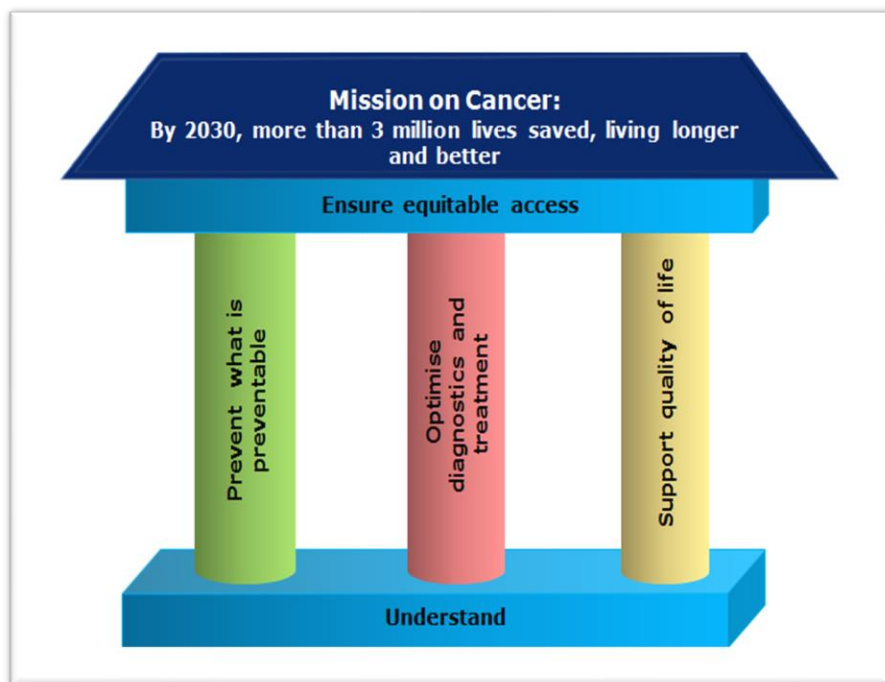 Mission on Cancer:
By 2030, more than 3 million lives saved, living longer
and better
Ensure equitable access
Prevent what is
preventable
Optimise
diagnostics and
treatment
Support quality of life
Understand